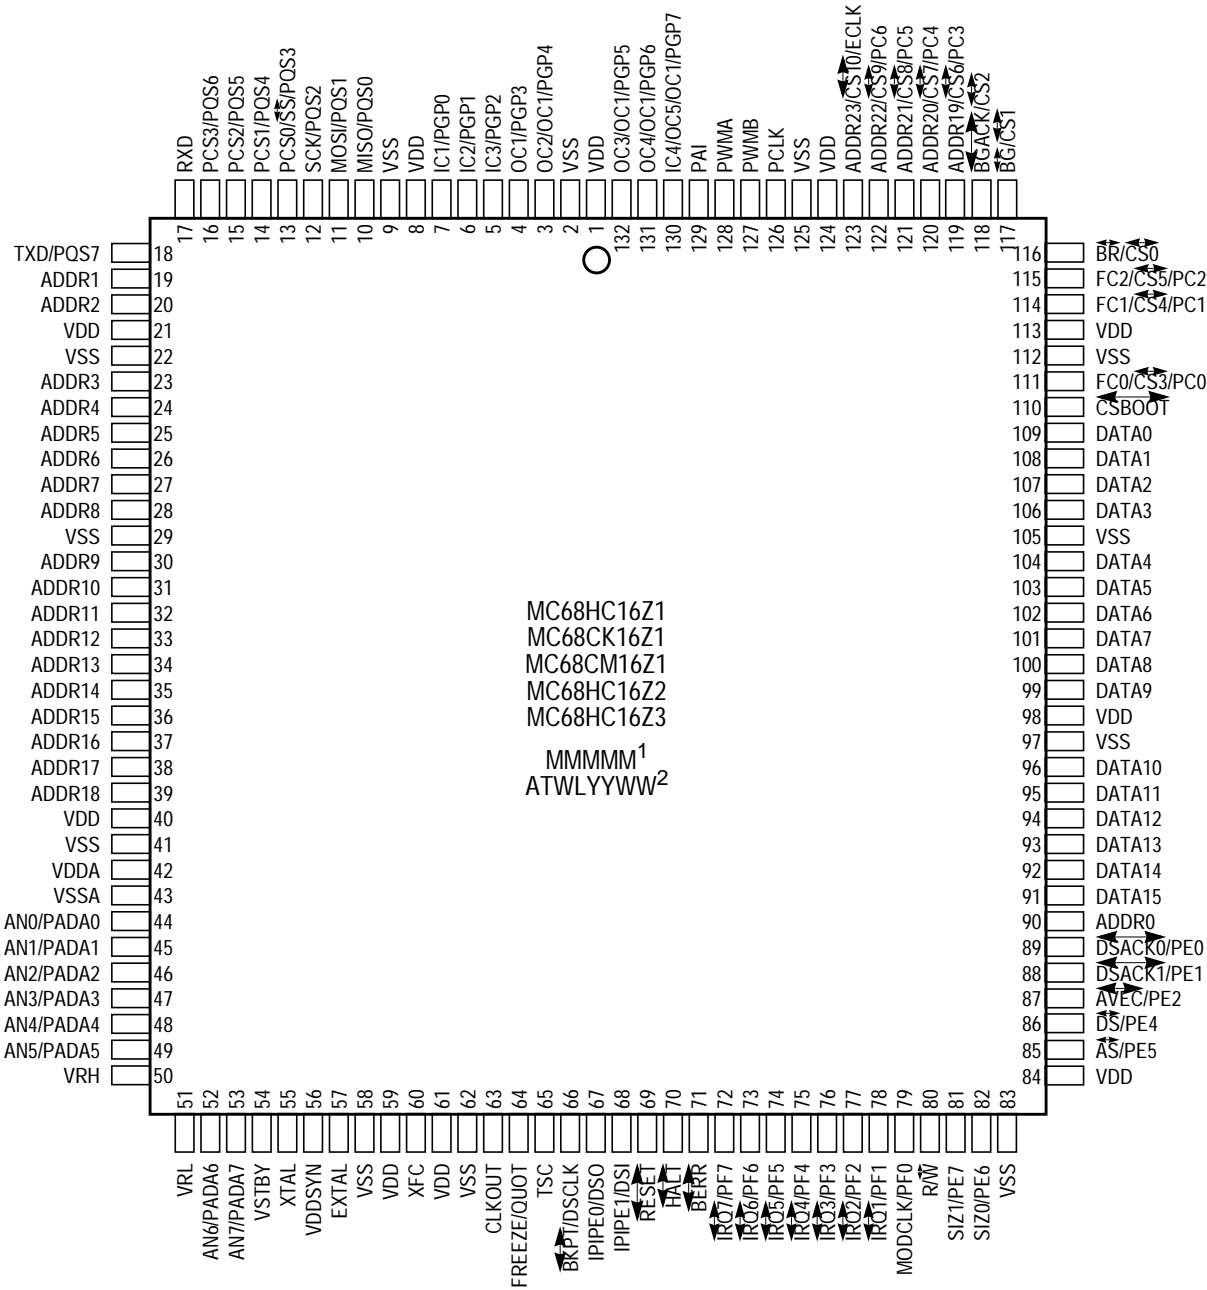 RXD
PCS3/PQS6
PCS2/PQS5
PCS1/PQS4
PCS0/SS/PQS3
SCK/PQS2
MOSI/PQS1
MISO/PQS0
VSS
VDD
IC1/PGP0
IC2/PGP1
IC3/PGP2
OC1/PGP3
OC2/OC1/PGP4
VSS
VDD
OC3/OC1/PGP5
OC4/OC1/PGP6
IC4/OC5/OC1/PGP7
PAI
PWMA
PWMB
PCLK
VSS
VDD
ADDR23/CS10/ECLK
ADDR22/CS9/PC6
ADDR21/CS8/PC5
ADDR20/CS7/PC4
ADDR19/CS6/PC3
BGACK/CS2
BG/CS1
17
16
15
14
13
12
11
10
9
8
7
6
5
4
3
2
1
132
131
130
129
128
127
126
125
124
123
122
121
120
119
118
117
TXD/PQS7 18
ADDR1 19
ADDR2 20
VDD 21
VSS 22
ADDR3 23
ADDR4 24
ADDR5 25
ADDR6 26
ADDR7 27
ADDR8 28
VSS 29
ADDR9 30
ADDR10 31
ADDR11 32
ADDR12 33
ADDR13 34
ADDR14 35
ADDR15 36
ADDR16 37
ADDR17 38
ADDR18 39
VDD 40
VSS 41
VDDA 42
VSSA 43
AN0/PADA0 44
AN1/PADA1 45
AN2/PADA2 46
AN3/PADA3 47
AN4/PADA4 48
AN5/PADA5 49
VRH 50
MC68HC16Z1
MC68CK16Z1
MC68CM16Z1
MC68HC16Z2
MC68HC16Z3
MMMMM1
ATWLYYWW2
116 BR/CS0
115 FC2/CS5/PC2
114 FC1/CS4/PC1
113 VDD
112 VSS
111 FC0/CS3/PC0
110 CSBOOT
109 DATA0
108 DATA1
107 DATA2
106 DATA3
105 VSS
104 DATA4
103 DATA5
102 DATA6
101 DATA7
100 DATA8
99 DATA9
98 VDD
97 VSS
96 DATA10
95 DATA11
94 DATA12
93 DATA13
92 DATA14
91 DATA15
90 ADDR0
89 DSACK0/PE0
88 DSACK1/PE1
87 AVEC/PE2
86 DS/PE4
85 AS/PE5
84 VDD
51
52
53
54
55
56
57
58
59
60
61
62
63
64
65
66
67
68
69
70
71
72
73
74
75
76
77
78
79
80
81
82
83
VRL
AN6/PADA6
AN7/PADA7
VSTBY
XTAL
VDDSYN
EXTAL
VSS
VDD
XFC
VDD
VSS
CLKOUT
FREEZE/QUOT
TSC
BKPT/DSCLK
IPIPE0/DSO
IPIPE1/DSI
RESET
HALT
BERR
IRQ7/PF7
IRQ6/PF6
IRQ5/PF5
IRQ4/PF4
IRQ3/PF3
IRQ2/PF2
IRQ1/PF1
MODCLK/PF0
R/W
SIZ1/PE7
SIZ0/PE6
VSS